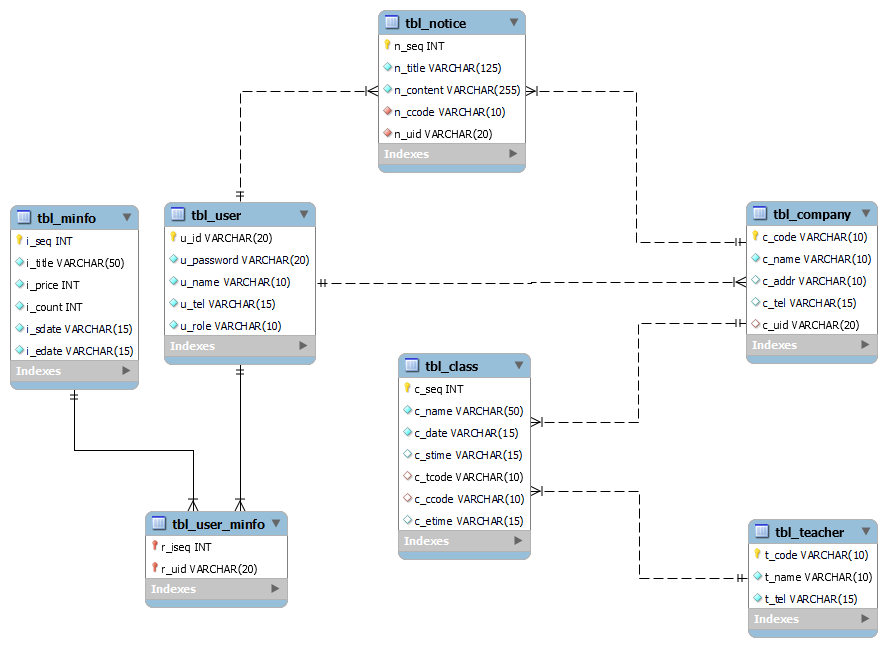 tbl_notice
n_seq INT
n_title VARCHAR(125)
n_content VARCHAR(255)
n_ccode VARCHAR(10)
n_uid VARCHAR(20)
Indexes
tbl_minfo
i_seq INT
i_title VARCHAR(50)
i_price INT
i_count INT
i_sdate VARCHAR(15)
i_edate VARCHAR(15)
Indexes
tbl_user
u_id VARCHAR(20)
u_password VARCHAR(20)
u_name VARCHAR(10)
u_tel VARCHAR(15)
u_role VARCHAR(10)
Indexes
tbl_company
c_code VARCHAR(10)
c_name VARCHAR(10)
c_addr VARCHAR(10)
c_tel VARCHAR(15)
c_uid VARCHAR(20)
Indexes
tbl_class
c_seq INT
c_name VARCHAR(50)
c_date VARCHAR(15)
c_stime VARCHAR(15)
c_tcode VARCHAR(10)
c_ccode VARCHAR(10)
c_etime VARCHAR(15)
Indexes
tbl_user_minfo
r_iseq INT
r_uid VARCHAR(20)
Indexes
tbl_teacher
t_code VARCHAR(10)
t_name VARCHAR(10)
t_tel VARCHAR(15)
Indexes